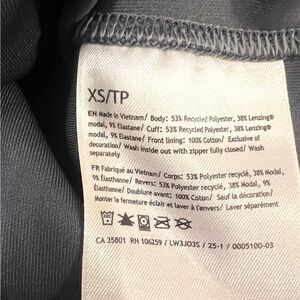 XS/TP
EN Made in Vietnam/ Body: 53% Recycled Polyester, 38% Lenzing®
modal, 9% Elastane/ Cuff: 53% Recycled Polyester, 38% Lenzing®
modal, 9% Elastane/ Front lining: 100% Cotton/ Exclusive of
decoration/ Wash inside out with zipper fully closed/ Wash
separately
FR Fabriqué au Vietnam/ Corps: 53% Polyester recyclé, 38% Modal,
9% Élasthanne/ Revers: 53% Polyester recyclé, 38% Modal, 9%
Élasthanne/ Doublure avant: 100% Coton/ Sauf la décoration/
Monter la fermeture éclair et laver à l'envers/ Laver séparément
CA 35801 RN 106259 / LW3JO3S / 25-1 / 0005100-03